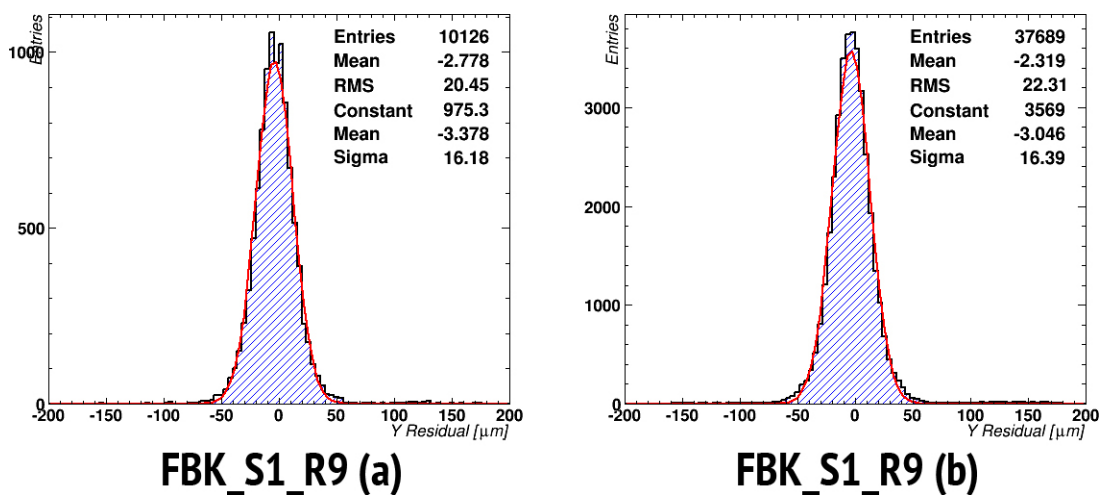 Entries
1000
500
0
-200 -150 -100 -50 0 50 100 150 200
Y Residual [μm]
Entries 10126
Mean -2.778
RMS 20.45
Constant 975.3
Mean -3.378
Sigma 16.18
FBK_S1_R9 (a)
Entries
3000
2000
1000
0
-200 -150 -100 -50 0 50 100 150 200
Y Residual [μm]
Entries 37689
Mean -2.319
RMS 22.31
Constant 3569
Mean -3.046
Sigma 16.39
FBK_S1_R9 (b)